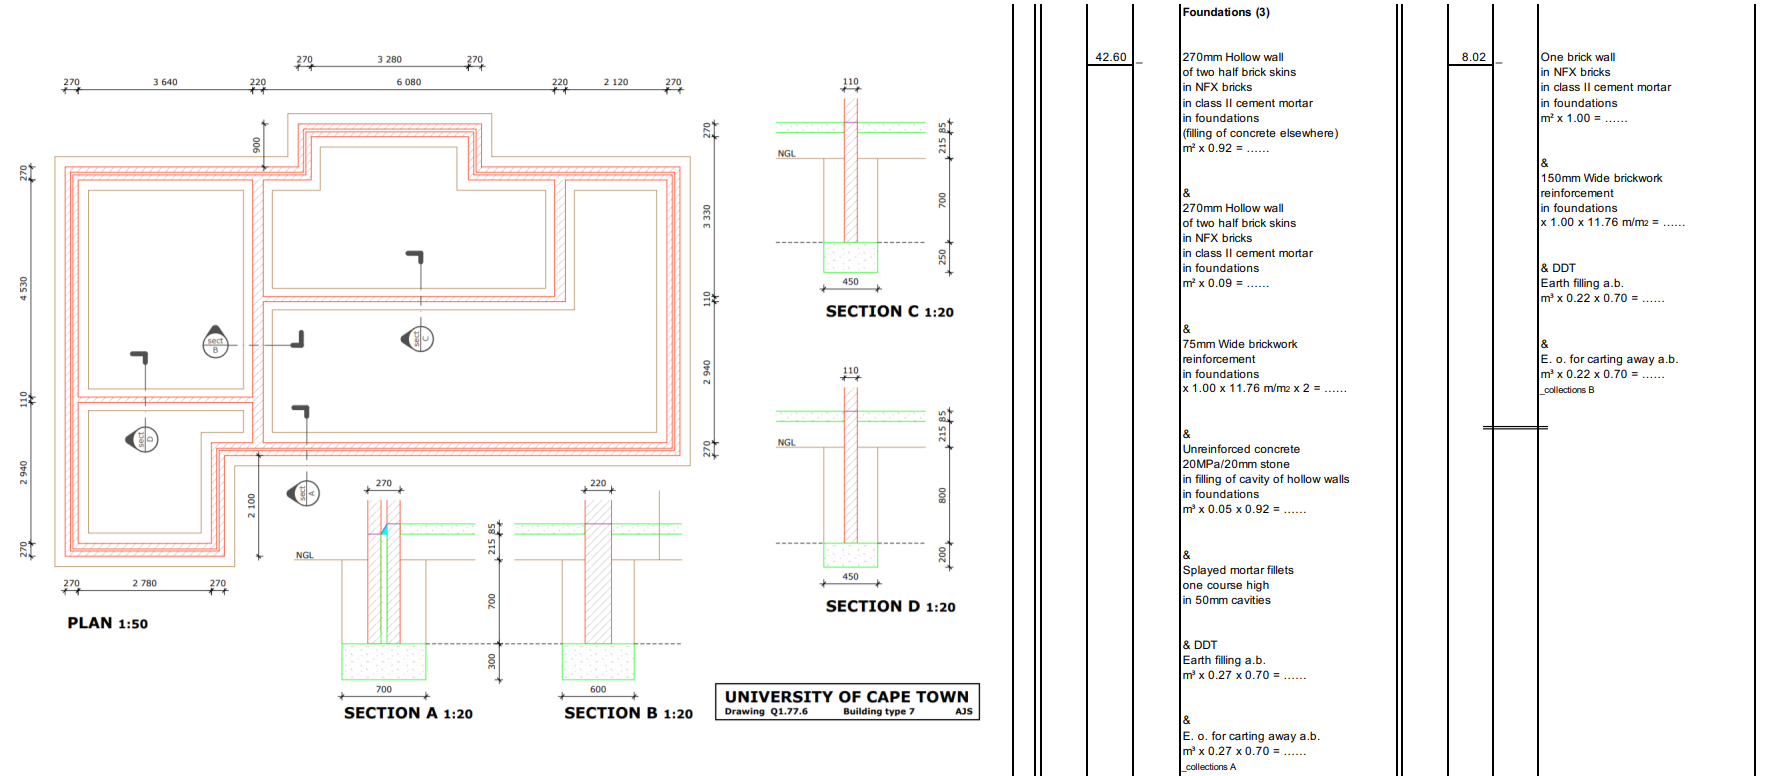 270
3 280
270
270
3 640
220
6 080
220
2 120
270
900
270
270
4 530
3 330
110
110
2 940
2 940
270
270
2 100
sect
B
sect
C
sect
D
sect
A
270
2 780
270
PLAN 1:50
270
NGL
85
215
700
300
700
SECTION A 1:20
220
600
SECTION B 1:20
110
NGL
85
215
700
250
450
SECTION C 1:20
110
NGL
85
215
800
200
450
SECTION D 1:20
UNIVERSITY OF CAPE TOWN
Drawing Q1.77.6 Building type 7 AJS
Foundations (3)
42.60
_
270mm Hollow wall
of two half brick skins
in NFX bricks
in class II cement mortar
in foundations
(filling of concrete elsewhere)
m² x 0.92 = ……
&
270mm Hollow wall
of two half brick skins
in NFX bricks
in class II cement mortar
in foundations
m² x 0.09 = ……
&
75mm Wide brickwork
reinforcement
in foundations
x 1.00 x 11.76 m/m2 x 2 = ……
&
Unreinforced concrete
20MPa/20mm stone
in filling of cavity of hollow walls
in foundations
m³ x 0.05 x 0.92 = ……
&
Splayed mortar fillets
one course high
in 50mm cavities
& DDT
Earth filling a.b.
m³ x 0.27 x 0.70 = ……
&
E. o. for carting away a.b.
m³ x 0.27 x 0.70 = ……
_collections A
8.02
_
One brick wall
in NFX bricks
in class II cement mortar
in foundations
m² x 1.00 = ……
&
150mm Wide brickwork
reinforcement
in foundations
x 1.00 x 11.76 m/m2 = ……
& DDT
Earth filling a.b.
m³ x 0.22 x 0.70 = ……
&
E. o. for carting away a.b.
m³ x 0.22 x 0.70 = ……
_collections B